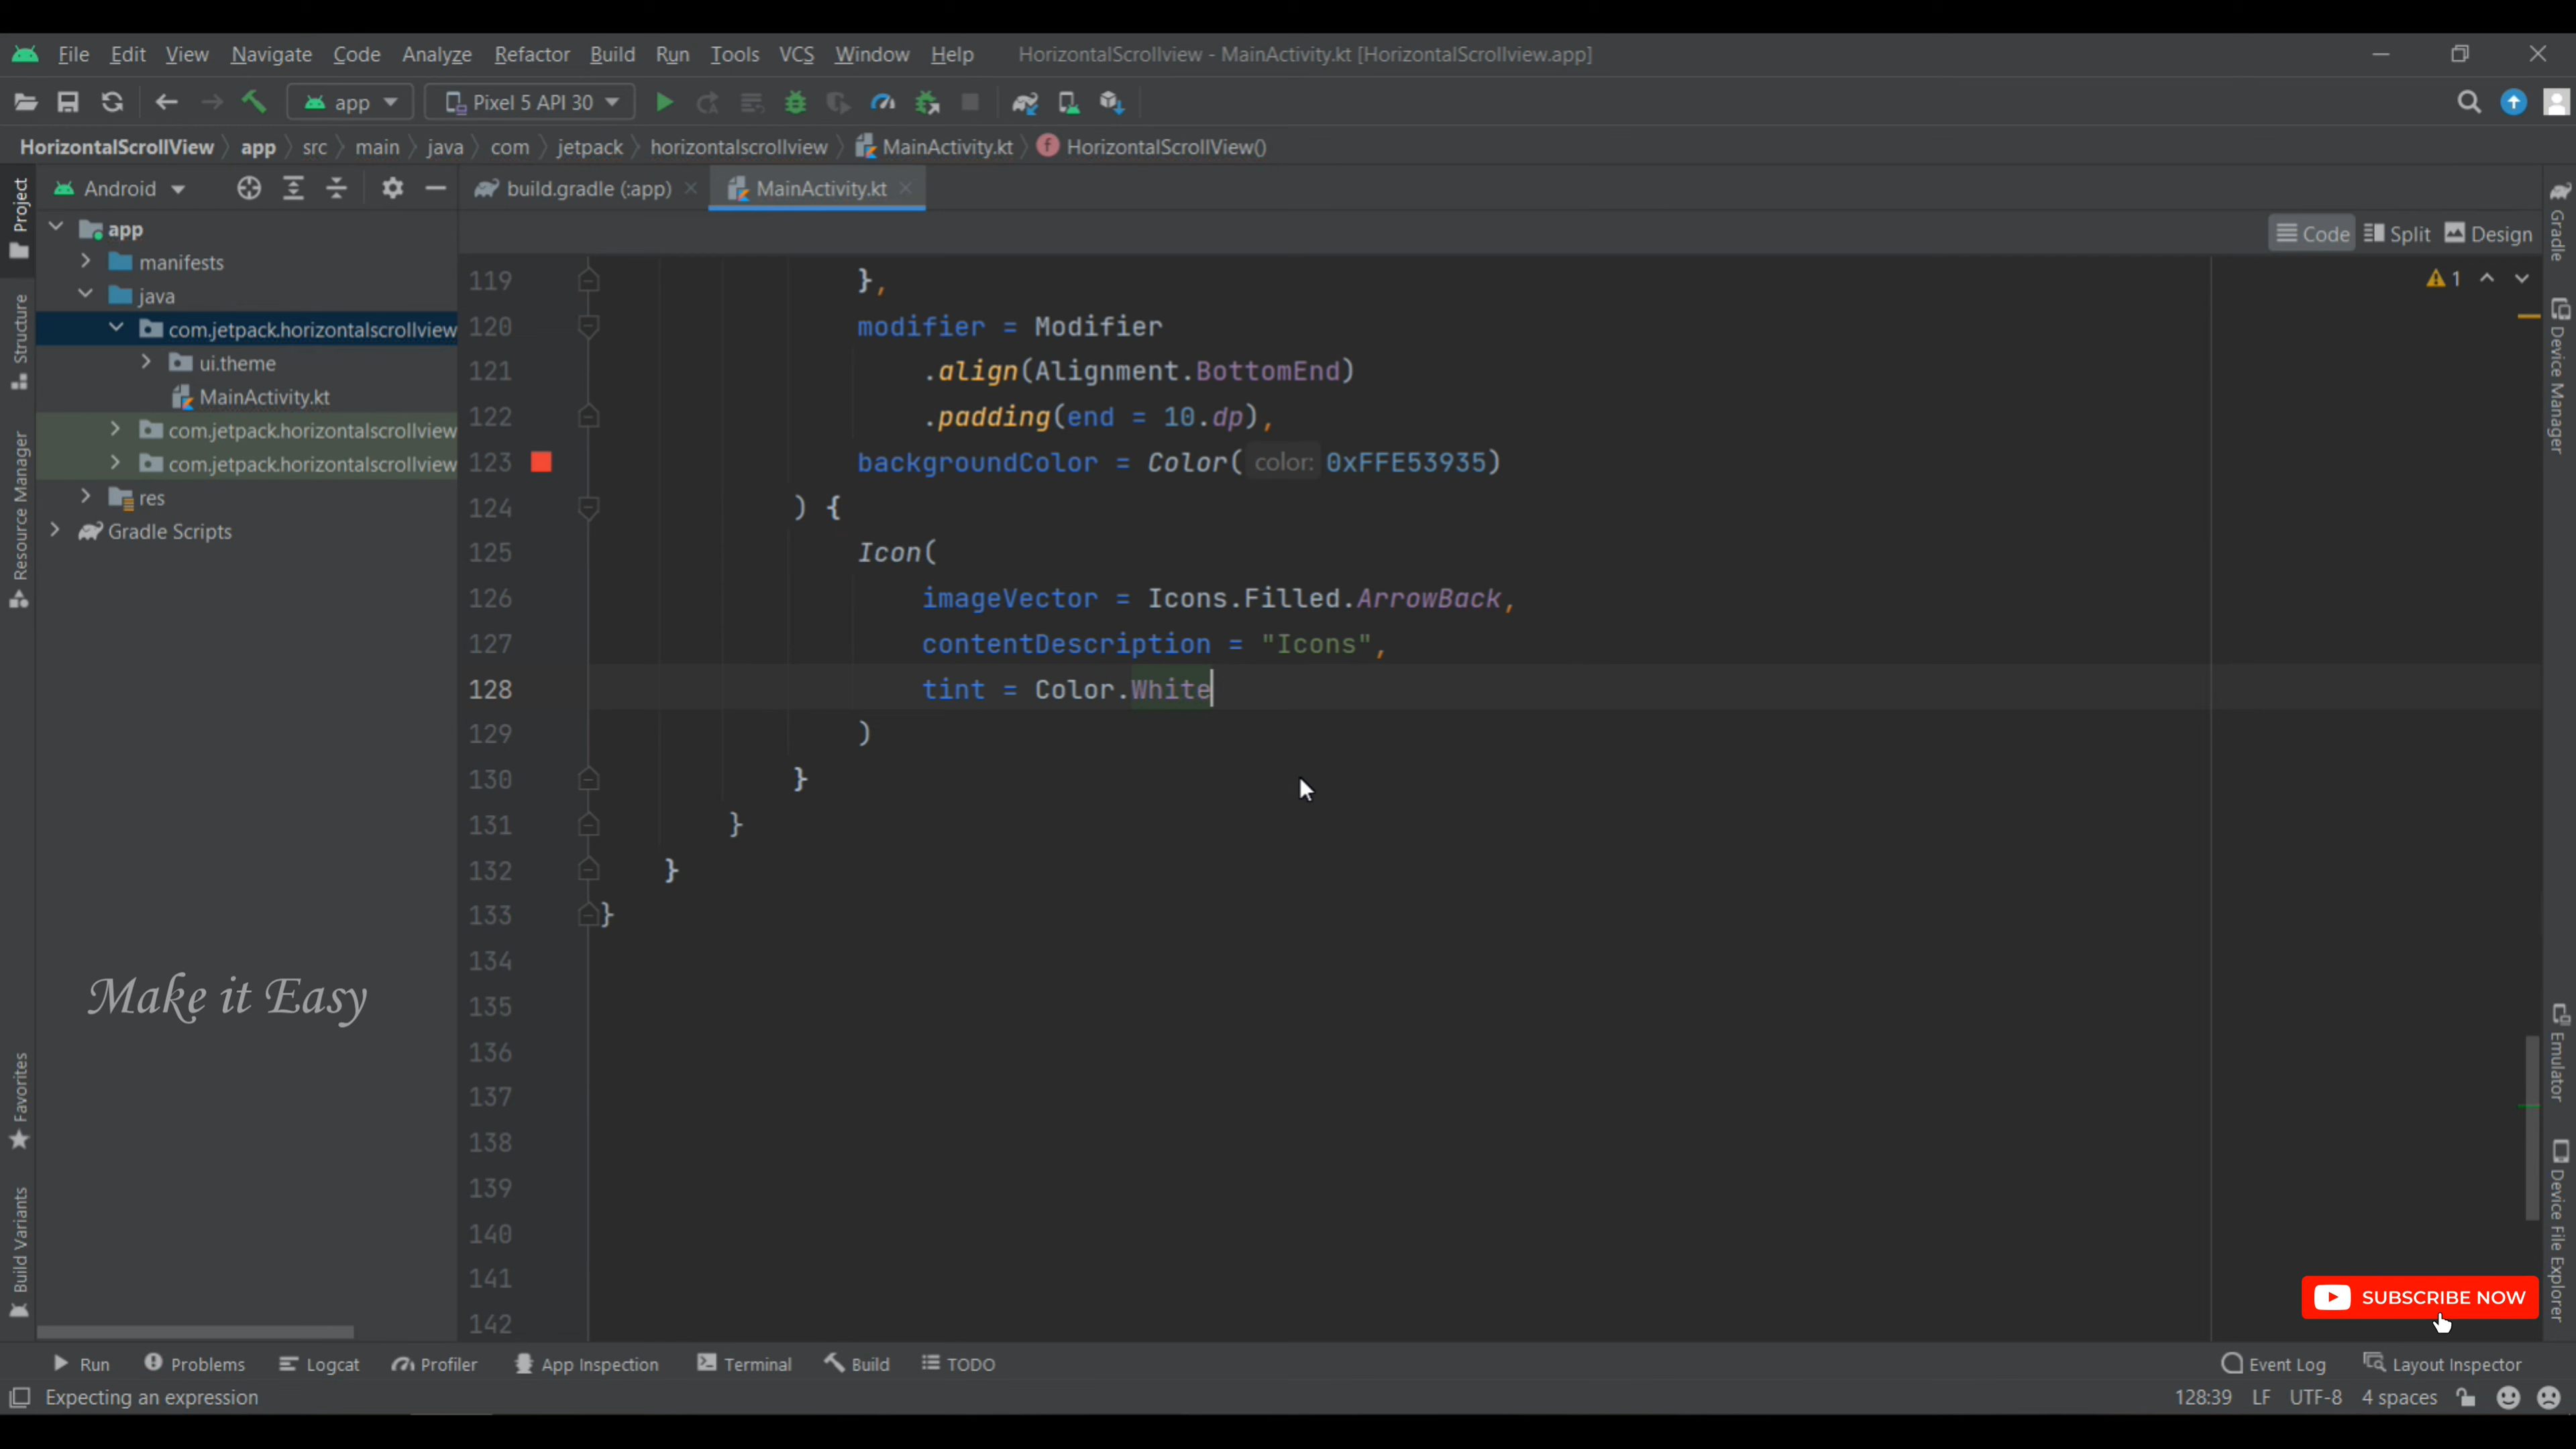 File Edit View Navigate Code Analyze Refactor Build Run Tools VCS Window Help HorizontalScrollview - MainActivity.kt [HorizontalScrollview.app]
app Pixel 5 API 30
HorizontalScrollView app src main java com jetpack horizontalscrollview MainActivity.kt HorizontalScrollView()
Android build.gradle (:app) MainActivity.kt
Code Split Design
1
app
manifests
java
com.jetpack.horizontalscrollview
ui.theme
MainActivity.kt
com.jetpack.horizontalscrollview
com.jetpack.horizontalscrollview
res
Gradle Scripts
Project
Structure
Resource Manager
Favorites
Build Variants
119 },
120 modifier = Modifier
121 .align(Alignment.BottomEnd)
122 .padding(end = 10.dp),
123 backgroundColor = Color( color: 0xFFE53935)
124 ) {
125 Icon(
126 imageVector = Icons.Filled.ArrowBack,
127 contentDescription = "Icons",
128 tint = Color.White
129 )
130 }
131 }
132 }
133 }
134
135
136
137
138
139
140
141
142
Make it Easy
Gradle
Device Manager
Emulator
Device File Explorer
SUBSCRIBE NOW
Run Problems Logcat Profiler App Inspection Terminal Build TODO Event Log Layout Inspector
Expecting an expression 128:39 LF UTF-8 4 spaces